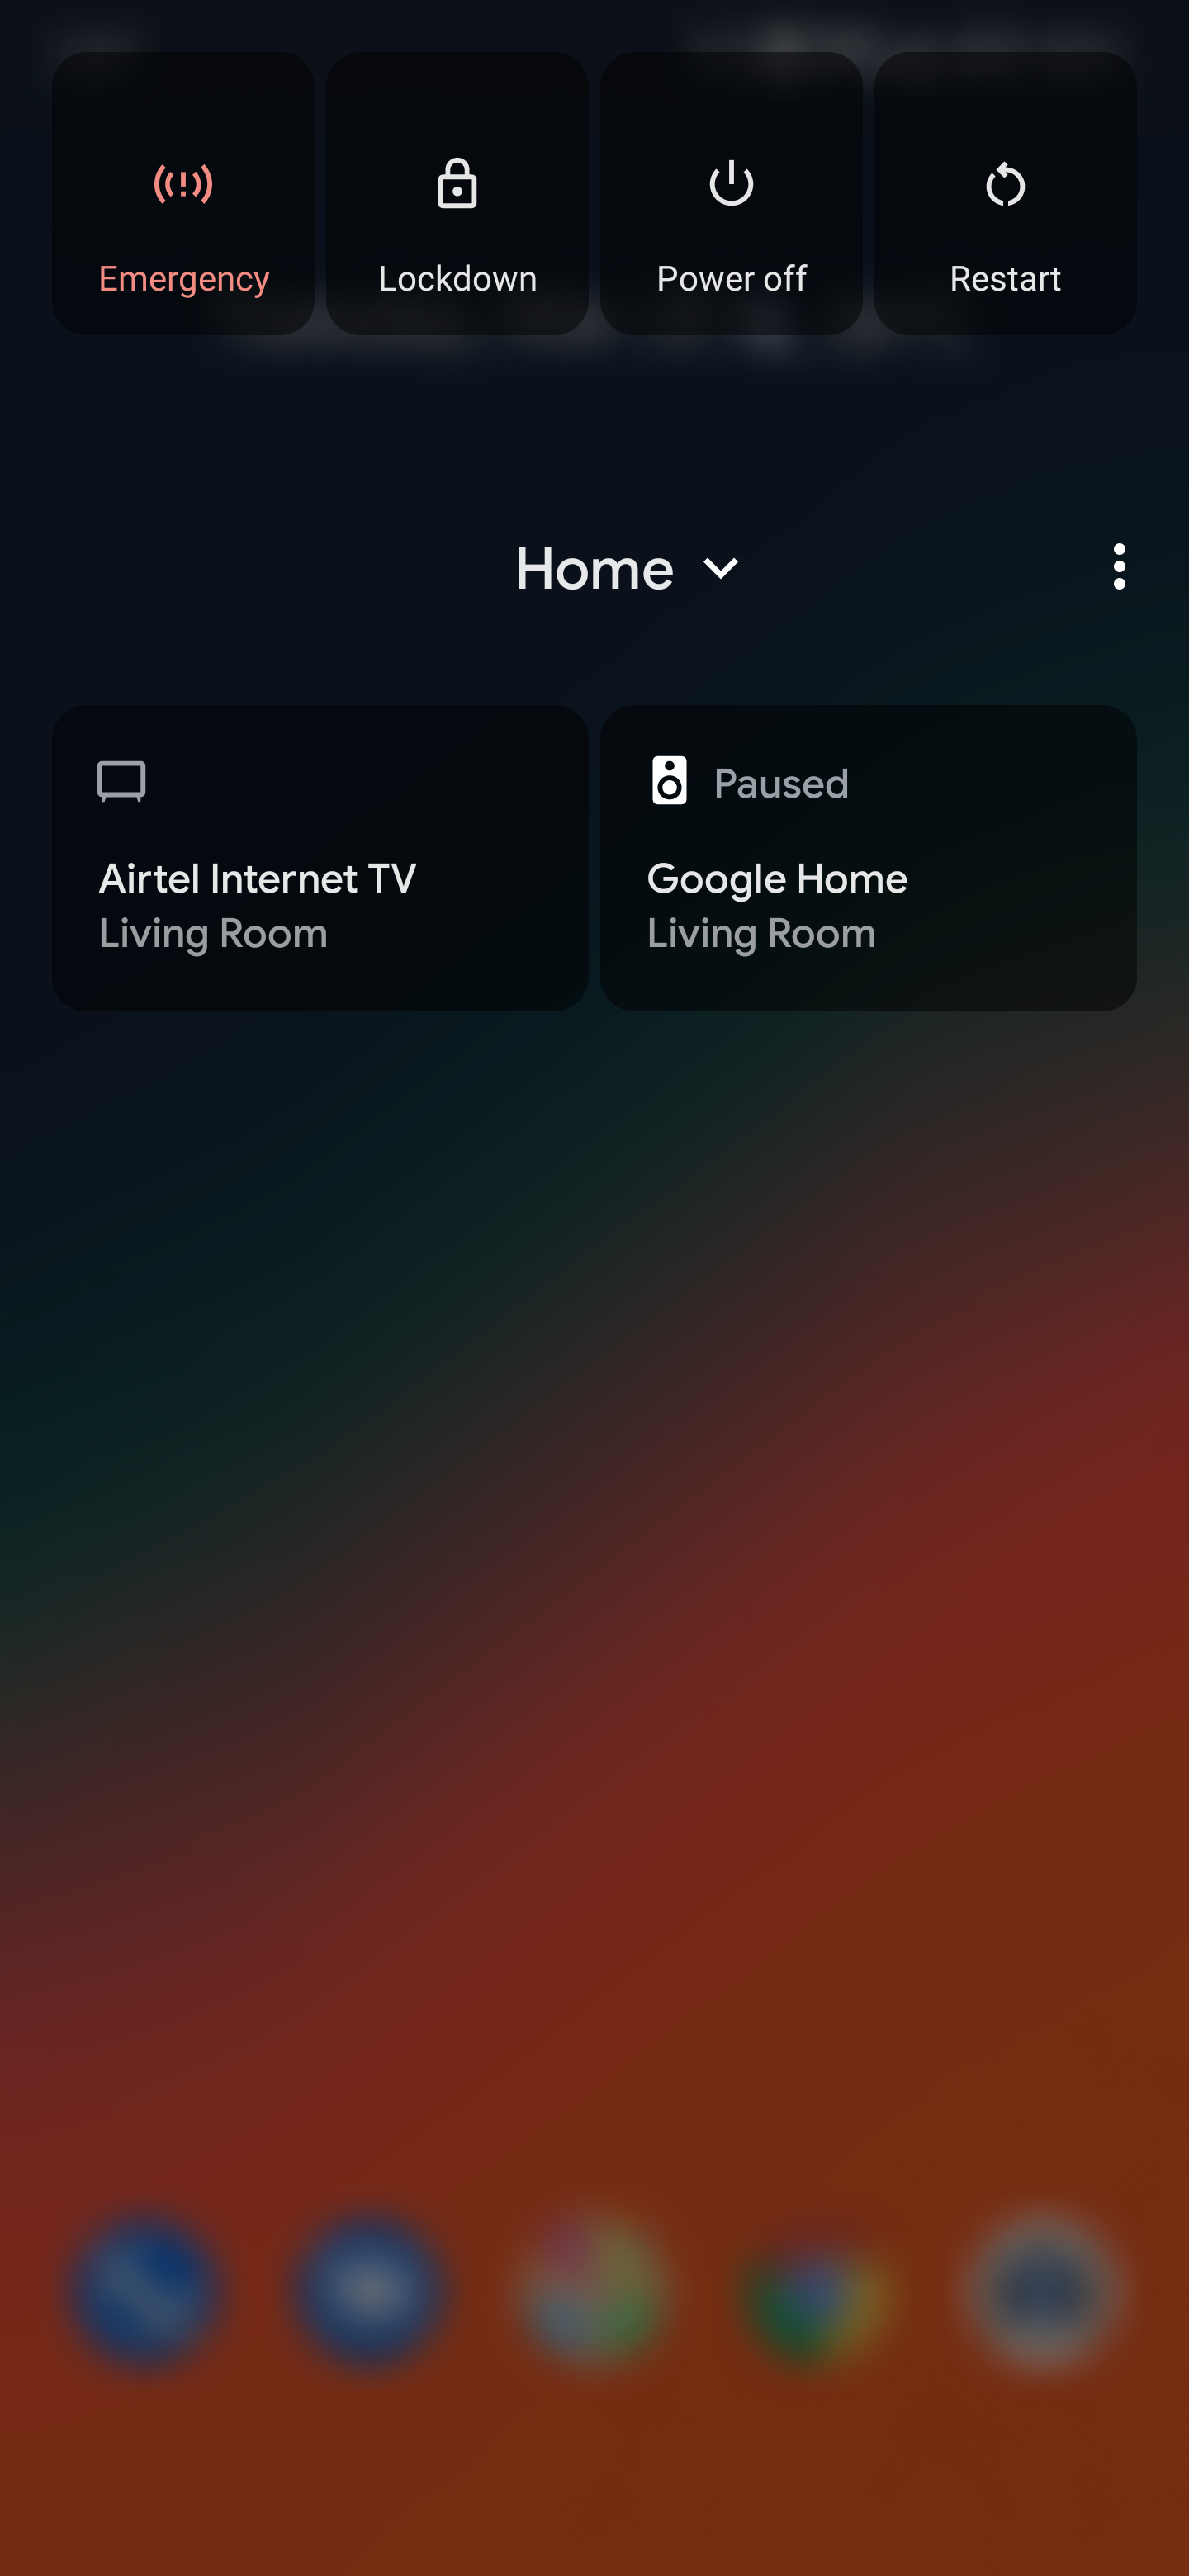 Emergency
Lockdown
Power off
Restart
Home
Airtel Internet TV
Living Room
Paused
Google Home
Living Room